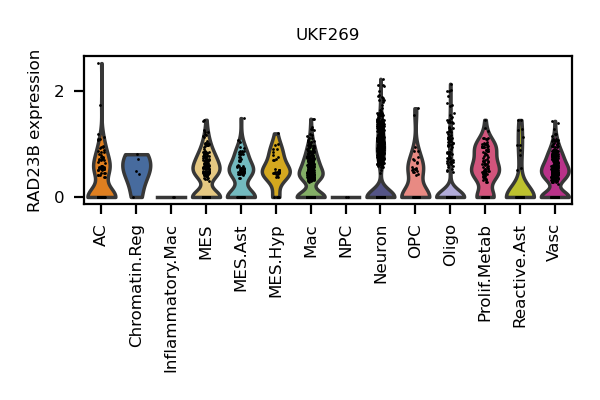 UKF269
RAD23B expression
2
0
AC
Chromatin.Reg
Inflammatory.Mac
MES
MES.Ast
MES.Hyp
Mac
NPC
Neuron
OPC
Oligo
Prolif.Metab
Reactive.Ast
Vasc